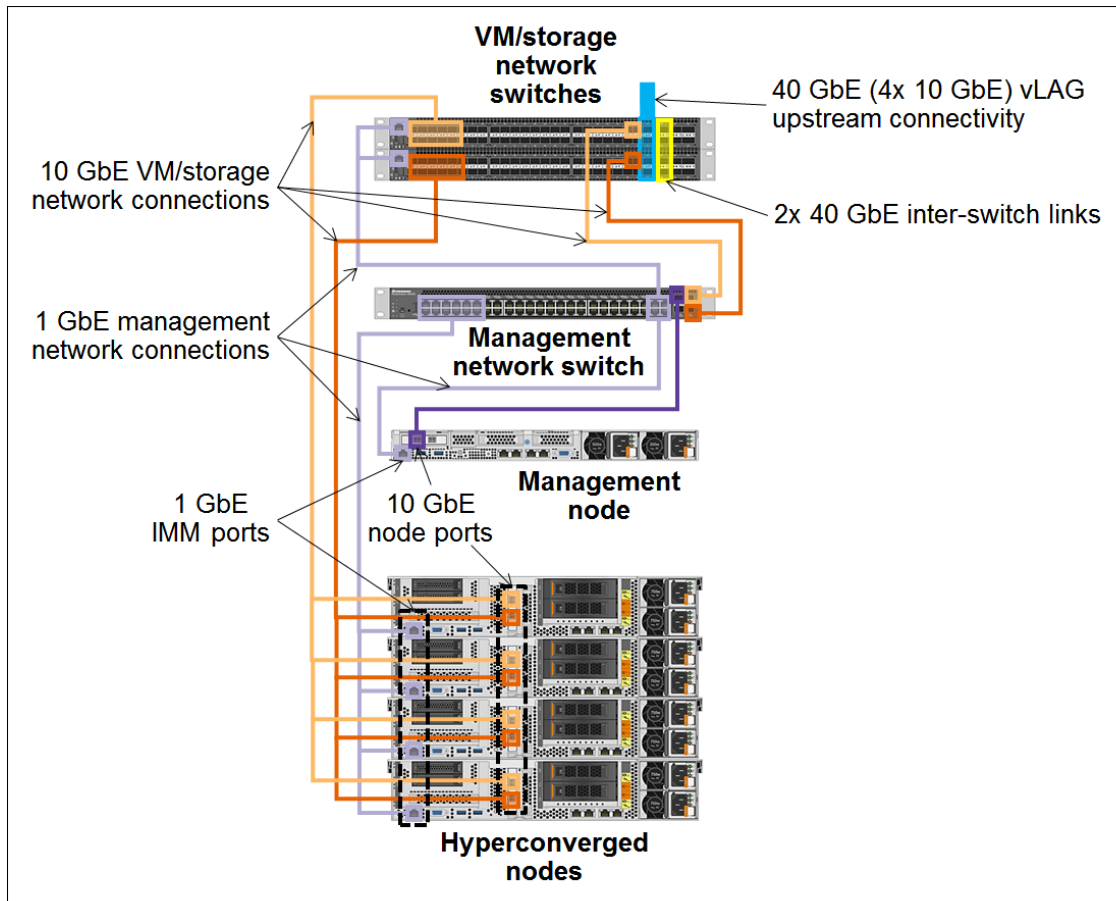 VM/storage
network
switches
40 GbE (4x 10 GbE) vLAG
upstream connectivity
10 GbE VM/storage
network connections
2x 40 GbE inter-switch links
1 GbE management
network connections
Management
network switch
Management
node
1 GbE
IMM ports
10 GbE
node ports
Hyperconverged
nodes